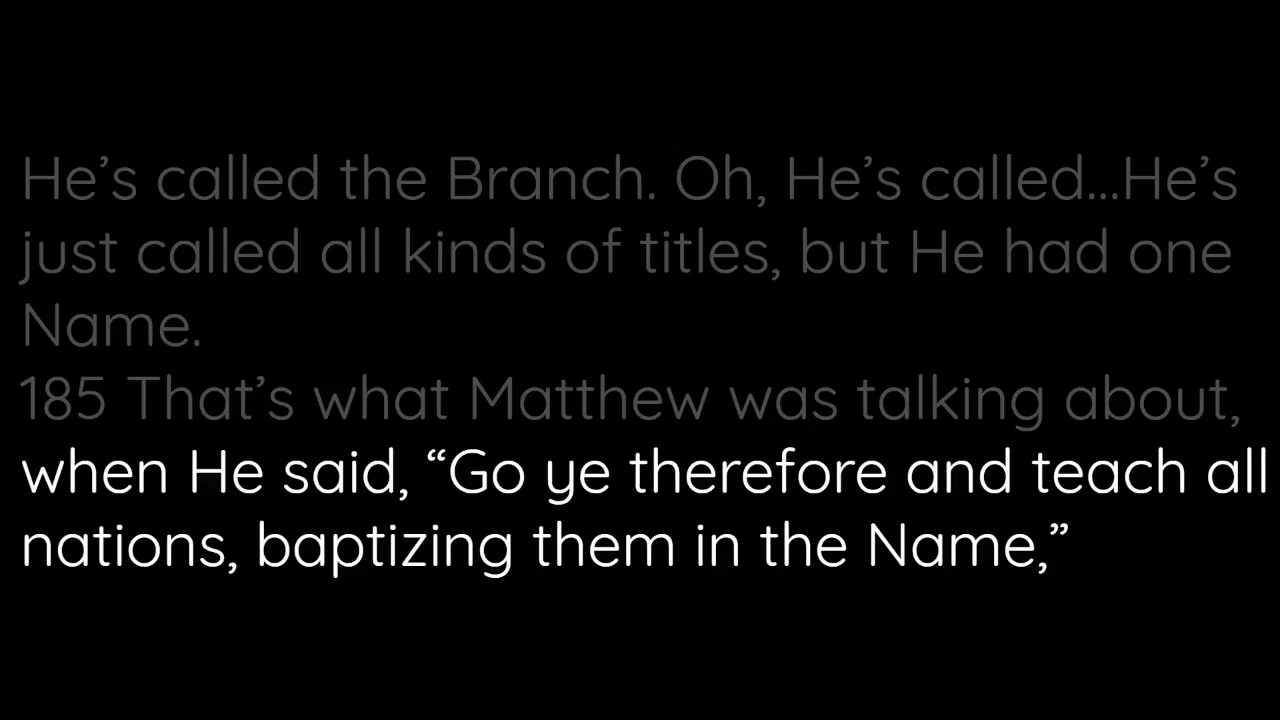 He’s called the Branch. Oh, He’s called...He’s
just called all kinds of titles, but He had one
Name.
185 That’s what Matthew was talking about,
when He said, “Go ye therefore and teach all
nations, baptizing them in the Name,”